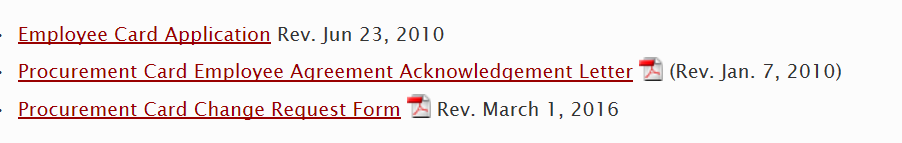 Employee Card Application Rev. Jun 23, 2010
Procurement Card Employee Agreement Acknowledgement Letter (Rev. Jan. 7, 2010)
Procurement Card Change Request Form Rev. March 1, 2016